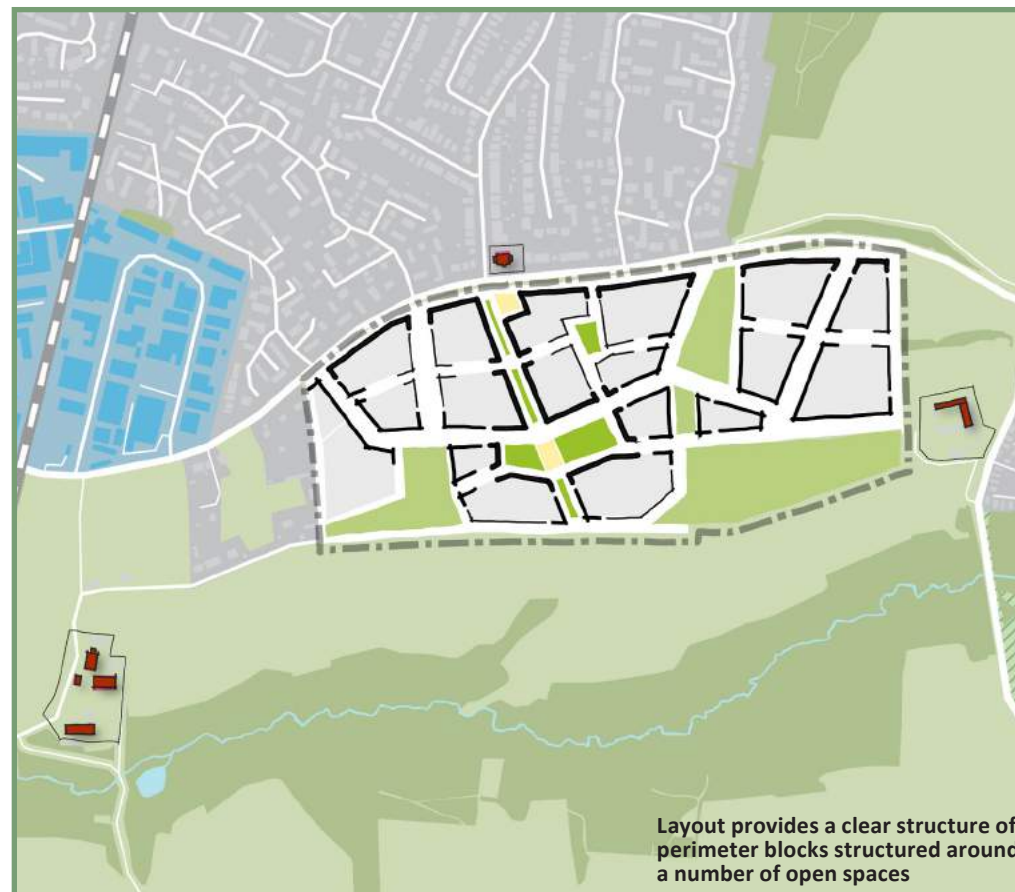 Layout provides a clear structure of
perimeter blocks structured around
a number of open spaces